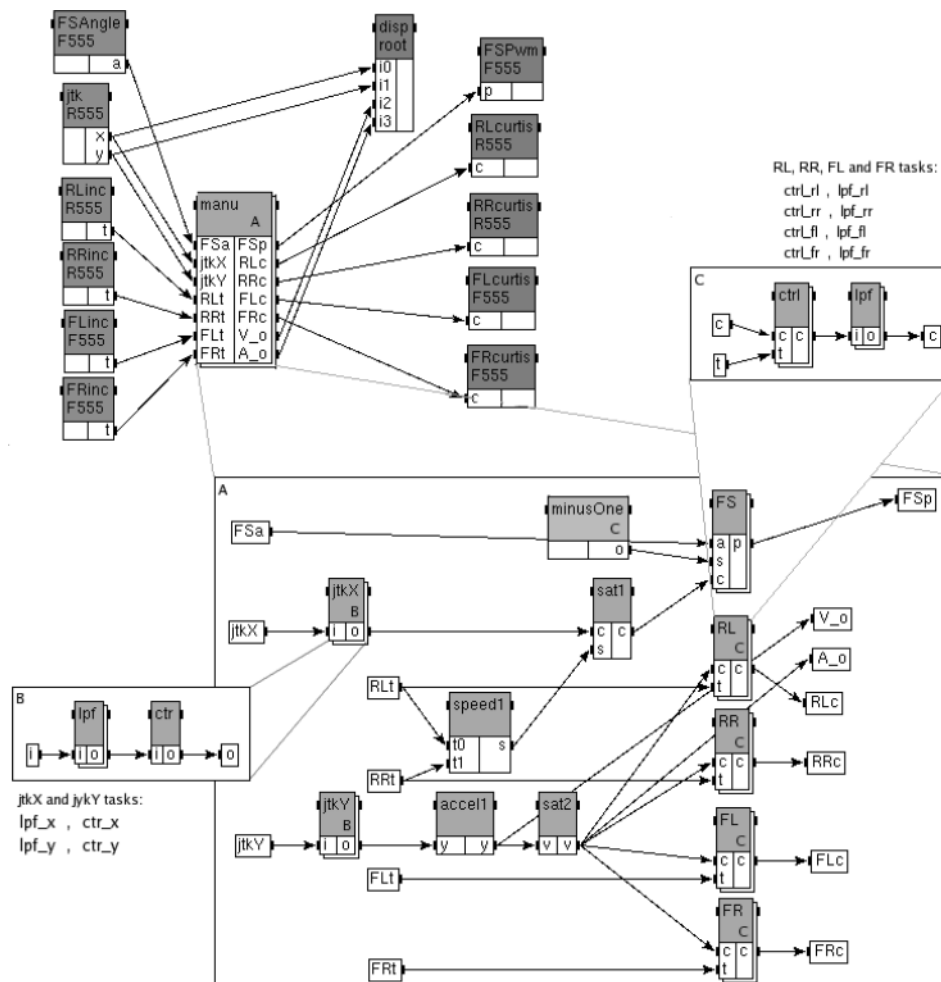 FSAngle
F555
a
jtk
R555
x
y
RLinc
R555
t
RRinc
R555
t
FLinc
F555
t
FRinc
F555
t
disp
root
i0
i1
i2
i3
manu
A
FSa FSp
jtkX RLc
jtkY RRc
RLt FLc
RRt FRc
FLt V_o
FRt A_o
FSPwm
F555
p
RLcurtis
R555
c
RRcurtis
R555
c
FLcurtis
F555
c
FRcurtis
F555
c
RL, RR, FL and FR tasks:
ctrl_rl , lpf_rl
ctrl_rr , lpf_rr
ctrl_fl , lpf_fl
ctrl_fr , lpf_fr
C
ctrl
c c
t
lpf
i o
c
t
c
A
FSa
minusOne
C
o
FS
a p
s
c
FSp
jtkX
jtkX
B
i o
sat1
c c
s
RLt
speed1
t0 s
t1
RRt
RL
C
c c
t
V_o
A_o
RLc
RR
C
c c
t
RRc
jtkY
jtkY
B
i o
accel1
y y
sat2
v v
FLt
FL
C
c c
t
FLc
FRt
FR
C
c c
t
FRc
B
i
lpf
i o
ctr
i o
o
jtkX and jykY tasks:
lpf_x , ctr_x
lpf_y , ctr_y